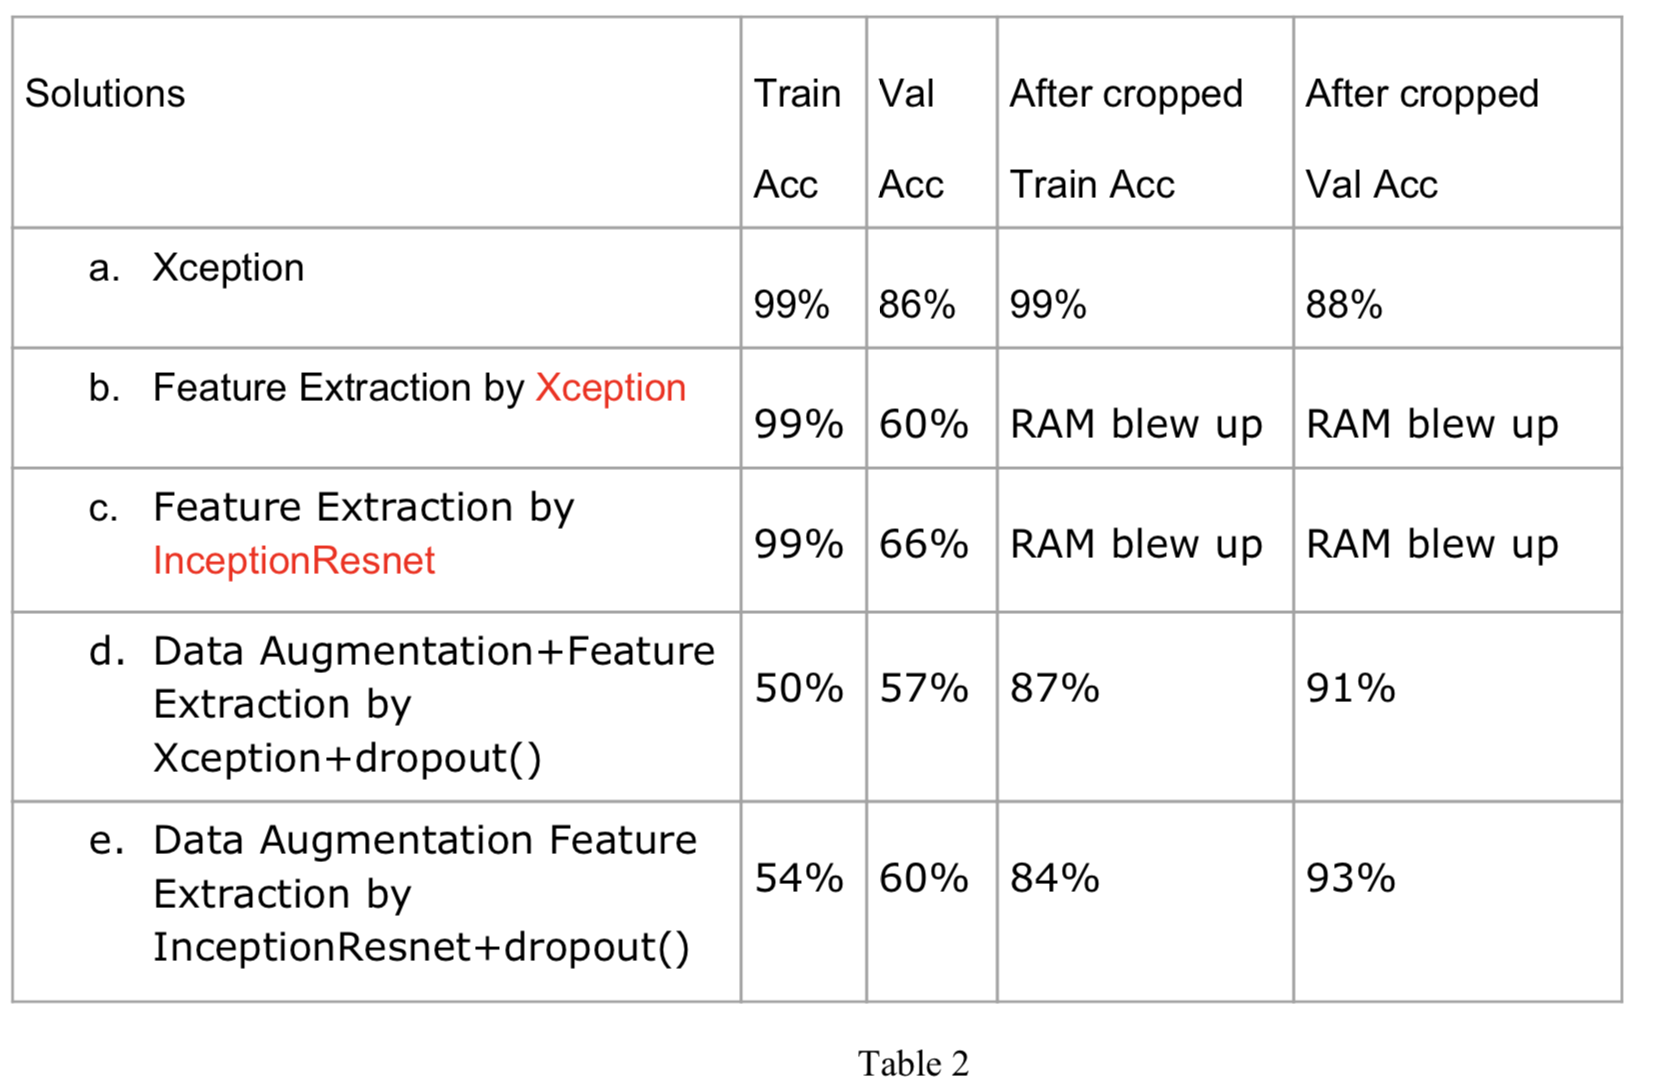 Solutions
Train Acc
Val Acc
After cropped Train Acc
After cropped Val Acc
a. Xception
99%
86%
99%
88%
b. Feature Extraction by Xception
99%
60%
RAM blew up
RAM blew up
c. Feature Extraction by
InceptionResnet
99%
66%
RAM blew up
RAM blew up
d. Data Augmentation+Feature
Extraction by
Xception+dropout()
50%
57%
87%
91%
e. Data Augmentation Feature
Extraction by
InceptionResnet+dropout()
54%
60%
84%
93%
Table 2